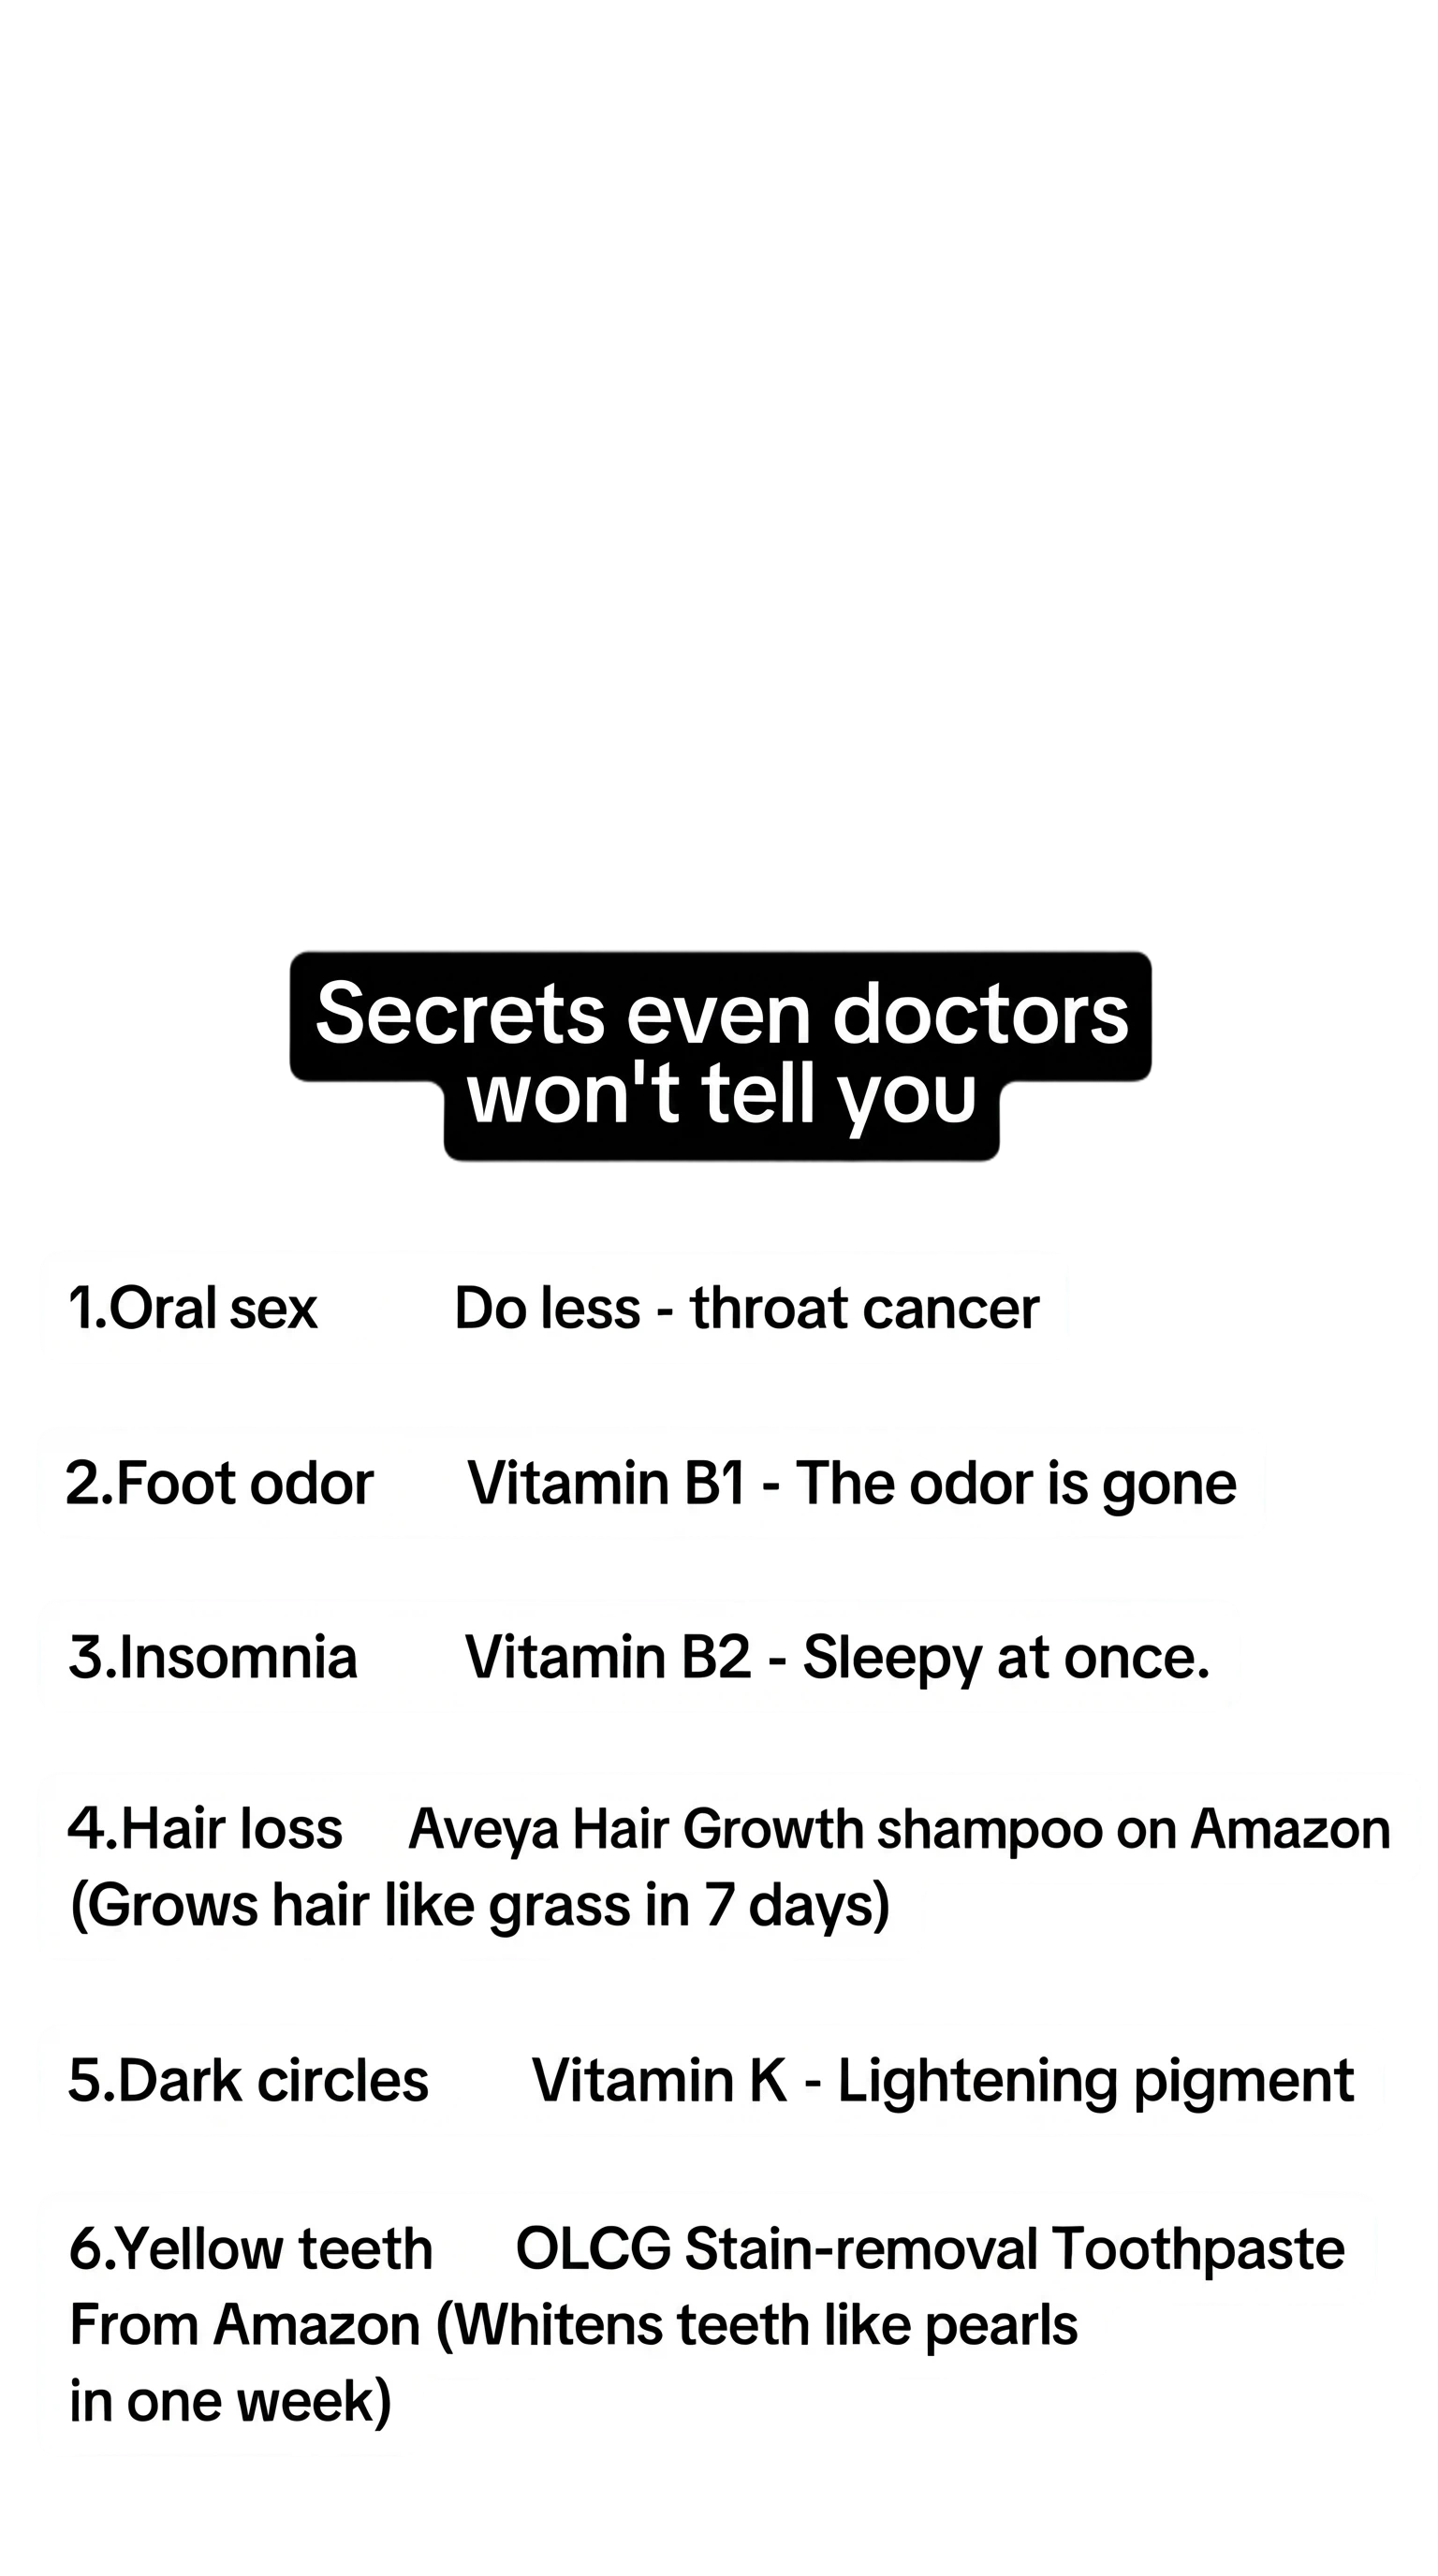 Secrets even doctors
won't tell you
1.Oral sex Do less - throat cancer
2.Foot odor Vitamin B1 - The odor is gone
3.Insomnia Vitamin B2 - Sleepy at once.
4.Hair loss Aveya Hair Growth shampoo on Amazon
(Grows hair like grass in 7 days)
5.Dark circles Vitamin K - Lightening pigment
6.Yellow teeth OLCG Stain-removal Toothpaste
From Amazon (Whitens teeth like pearls
in one week)